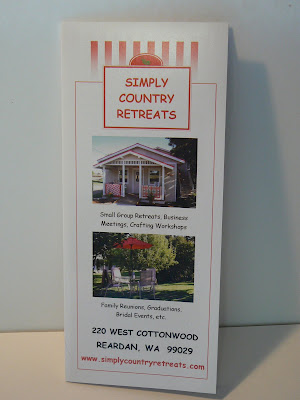 SIMPLY
COUNTRY
RETREATS
Small Group Retreats, Business
Meetings, Crafting Workshops
Family Reunions, Graduations,
Bridal Events, etc.
220 WEST COTTONWOOD
REARDAN, WA 99029
www.simplycountryretreats.com